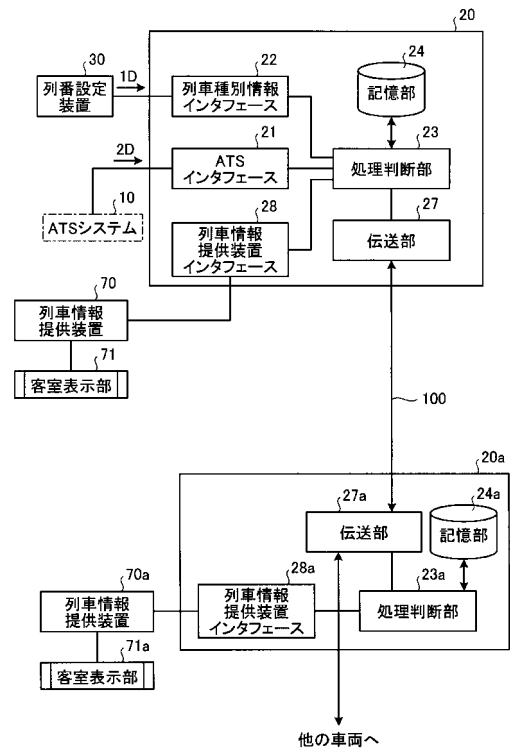 20
30
1D
22
24
列番設定
装置
列車種別情報
インタフェース
記憶部
2D
21
23
ATS
インタフェース
処理判断部
10
ATSシステム
28
27
列車情報
提供装置
インタフェース
伝送部
70
列車情報
提供装置
71
客室表示部
100
20a
27a
24a
伝送部
記憶部
28a
23a
70a
列車情報
提供装置
列車情報
提供装置
インタフェース
処理判断部
71a
客室表示部
他の車両へ